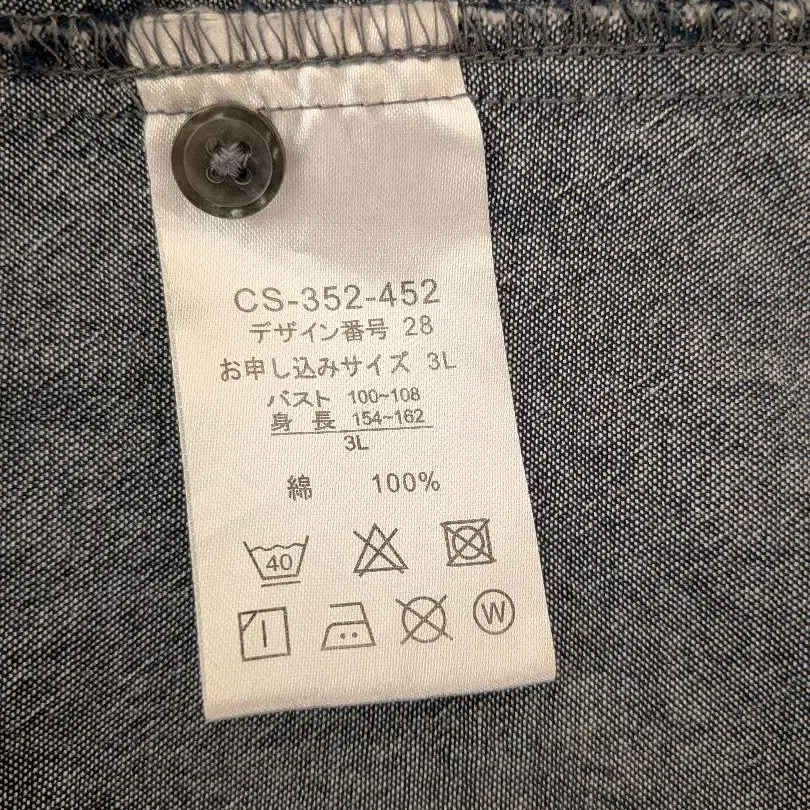 CS-352-452
デザイン番号 28
お申し込みサイズ 3L
バスト 100~108
身 長 154~162
3L
綿 100%
40
W